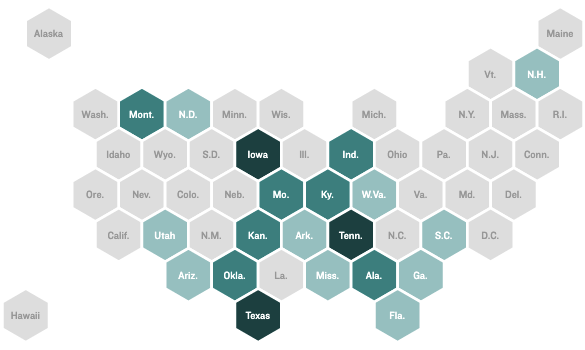 Alaska
Maine
Vt.
N.H.
Wash.
Mont.
N.D.
Minn.
Wis.
Mich.
N.Y.
Mass.
R.I.
Idaho
Wyo.
S.D.
Iowa
Ill.
Ind.
Ohio
Pa.
N.J.
Conn.
Ore.
Nev.
Colo.
Neb.
Mo.
Ky.
W.Va.
Va.
Md.
Del.
Calif.
Utah
N.M.
Kan.
Ark.
Tenn.
N.C.
S.C.
D.C.
Ariz.
Okla.
La.
Miss.
Ala.
Ga.
Hawaii
Texas
Fla.